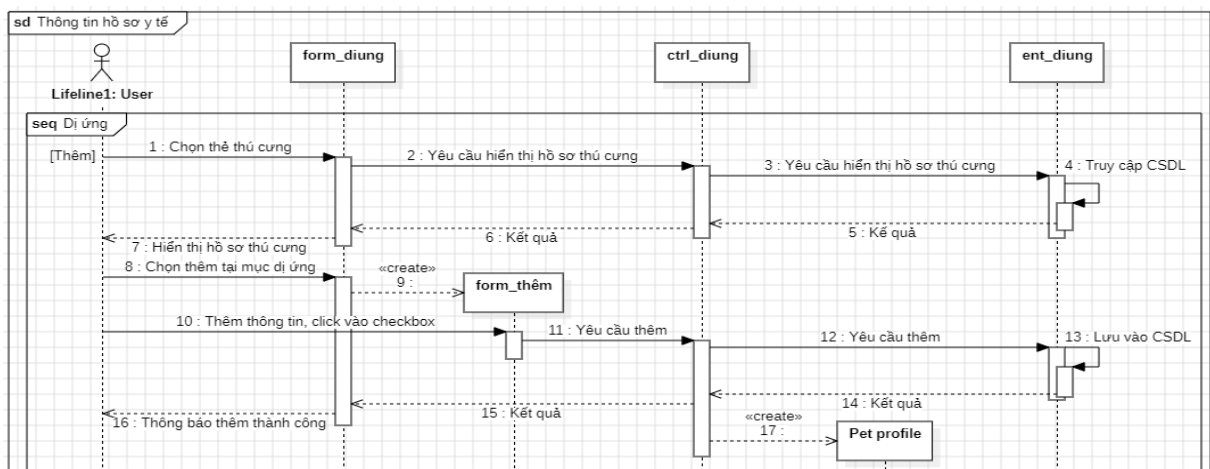 sd Thông tin hồ sơ y tế
form_diung
ctrl_diung
ent_diung
Lifeline1: User
seq Dị ứng
[Thêm]
1 : Chọn thẻ thú cưng
2 : Yêu cầu hiển thị hồ sơ thú cưng
3 : Yêu cầu hiển thị hồ sơ thú cưng
4 : Truy cập CSDL
5 : Kế quả
6 : Kết quả
7 : Hiển thị hồ sơ thú cưng
8 : Chọn thêm tại mục dị ứng
«create»
9 :
form_thêm
10 : Thêm thông tin, click vào checkbox
11 : Yêu cầu thêm
12 : Yêu cầu thêm
13 : Lưu vào CSDL
14 : Kết quả
15 : Kết quả
16 : Thông báo thêm thành công
«create»
17 :
Pet profile